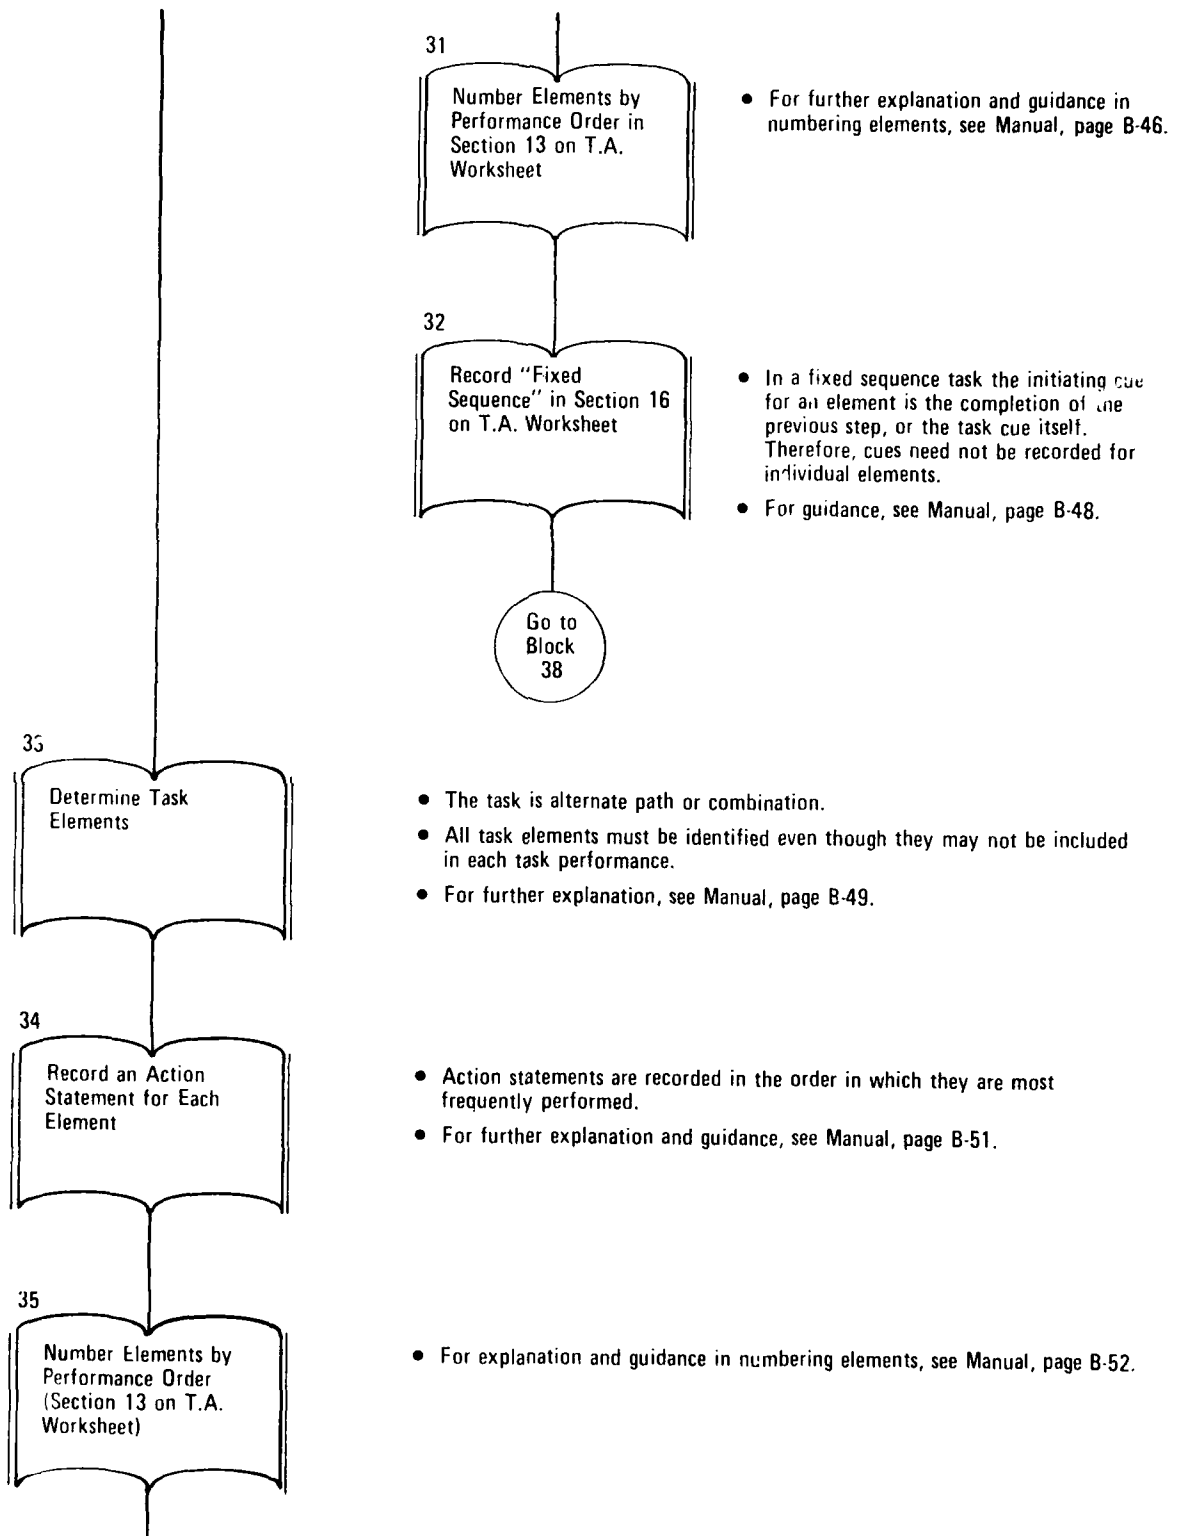 31
Number Elements by
Performance Order in
Section 13 on T.A.
Worksheet
● For further explanation and guidance in
numbering elements, see Manual, page B-46.
32
Record "Fixed
Sequence" in Section 16
on T.A. Worksheet
● In a fixed sequence task the initiating cue
for an element is the completion of the
previous step, or the task cue itself.
Therefore, cues need not be recorded for
individual elements.
● For guidance, see Manual, page B-48.
Go to
Block
38
33
Determine Task
Elements
● The task is alternate path or combination.
● All task elements must be identified even though they may not be included
in each task performance.
● For further explanation, see Manual, page B-49.
34
Record an Action
Statement for Each
Element
● Action statements are recorded in the order in which they are most
frequently performed.
● For further explanation and guidance, see Manual, page B-51.
35
Number Elements by
Performance Order
(Section 13 on T.A.
Worksheet)
● For explanation and guidance in numbering elements, see Manual, page B-52.